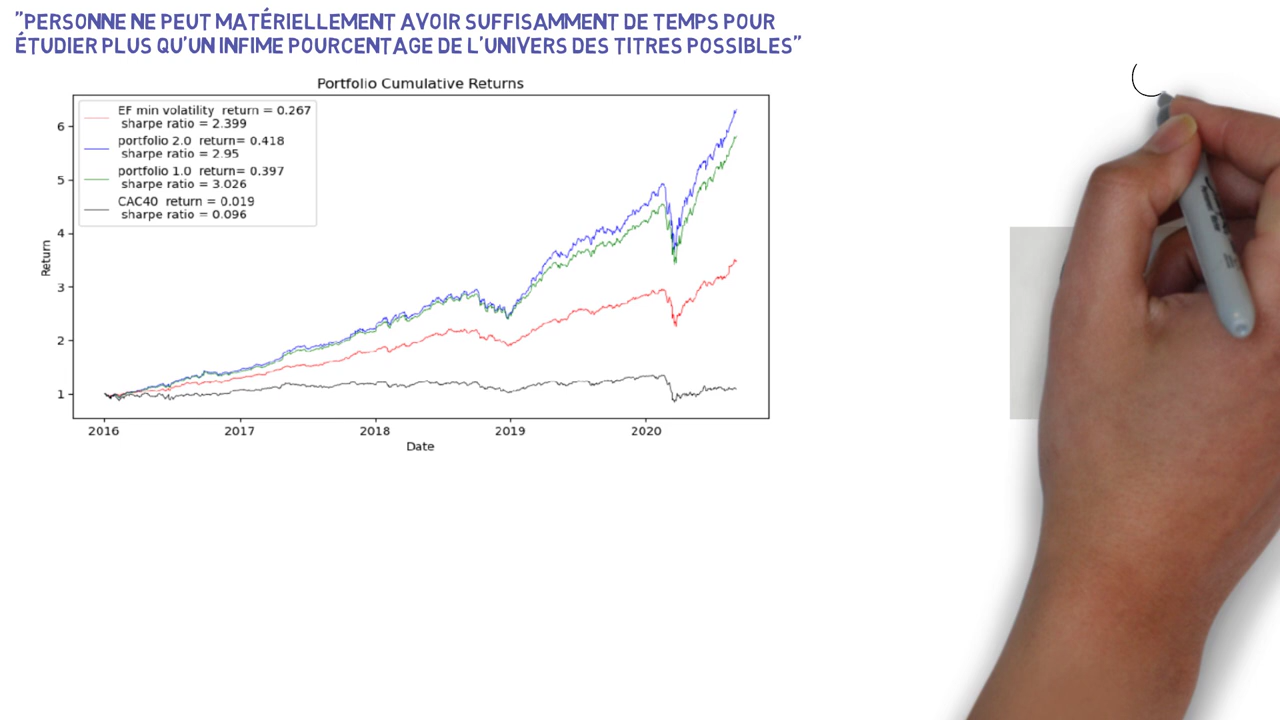 "PERSONNE NE PEUT MATÉRIELLEMENT AVOIR SUFFISAMMENT DE TEMPS POUR
ÉTUDIER PLUS QU'UN INFIME POURCENTAGE DE L'UNIVERS DES TITRES POSSIBLES"
Portfolio Cumulative Returns
EF min volatility return = 0.267
sharpe ratio = 2.399
portfolio 2.0 return= 0.418
sharpe ratio = 2.95
portfolio 1.0 return= 0.397
sharpe ratio = 3.026
CAC40 return = 0.019
sharpe ratio = 0.096
Return
6
5
4
3
2
1
2016 2017 2018 2019 2020
Date